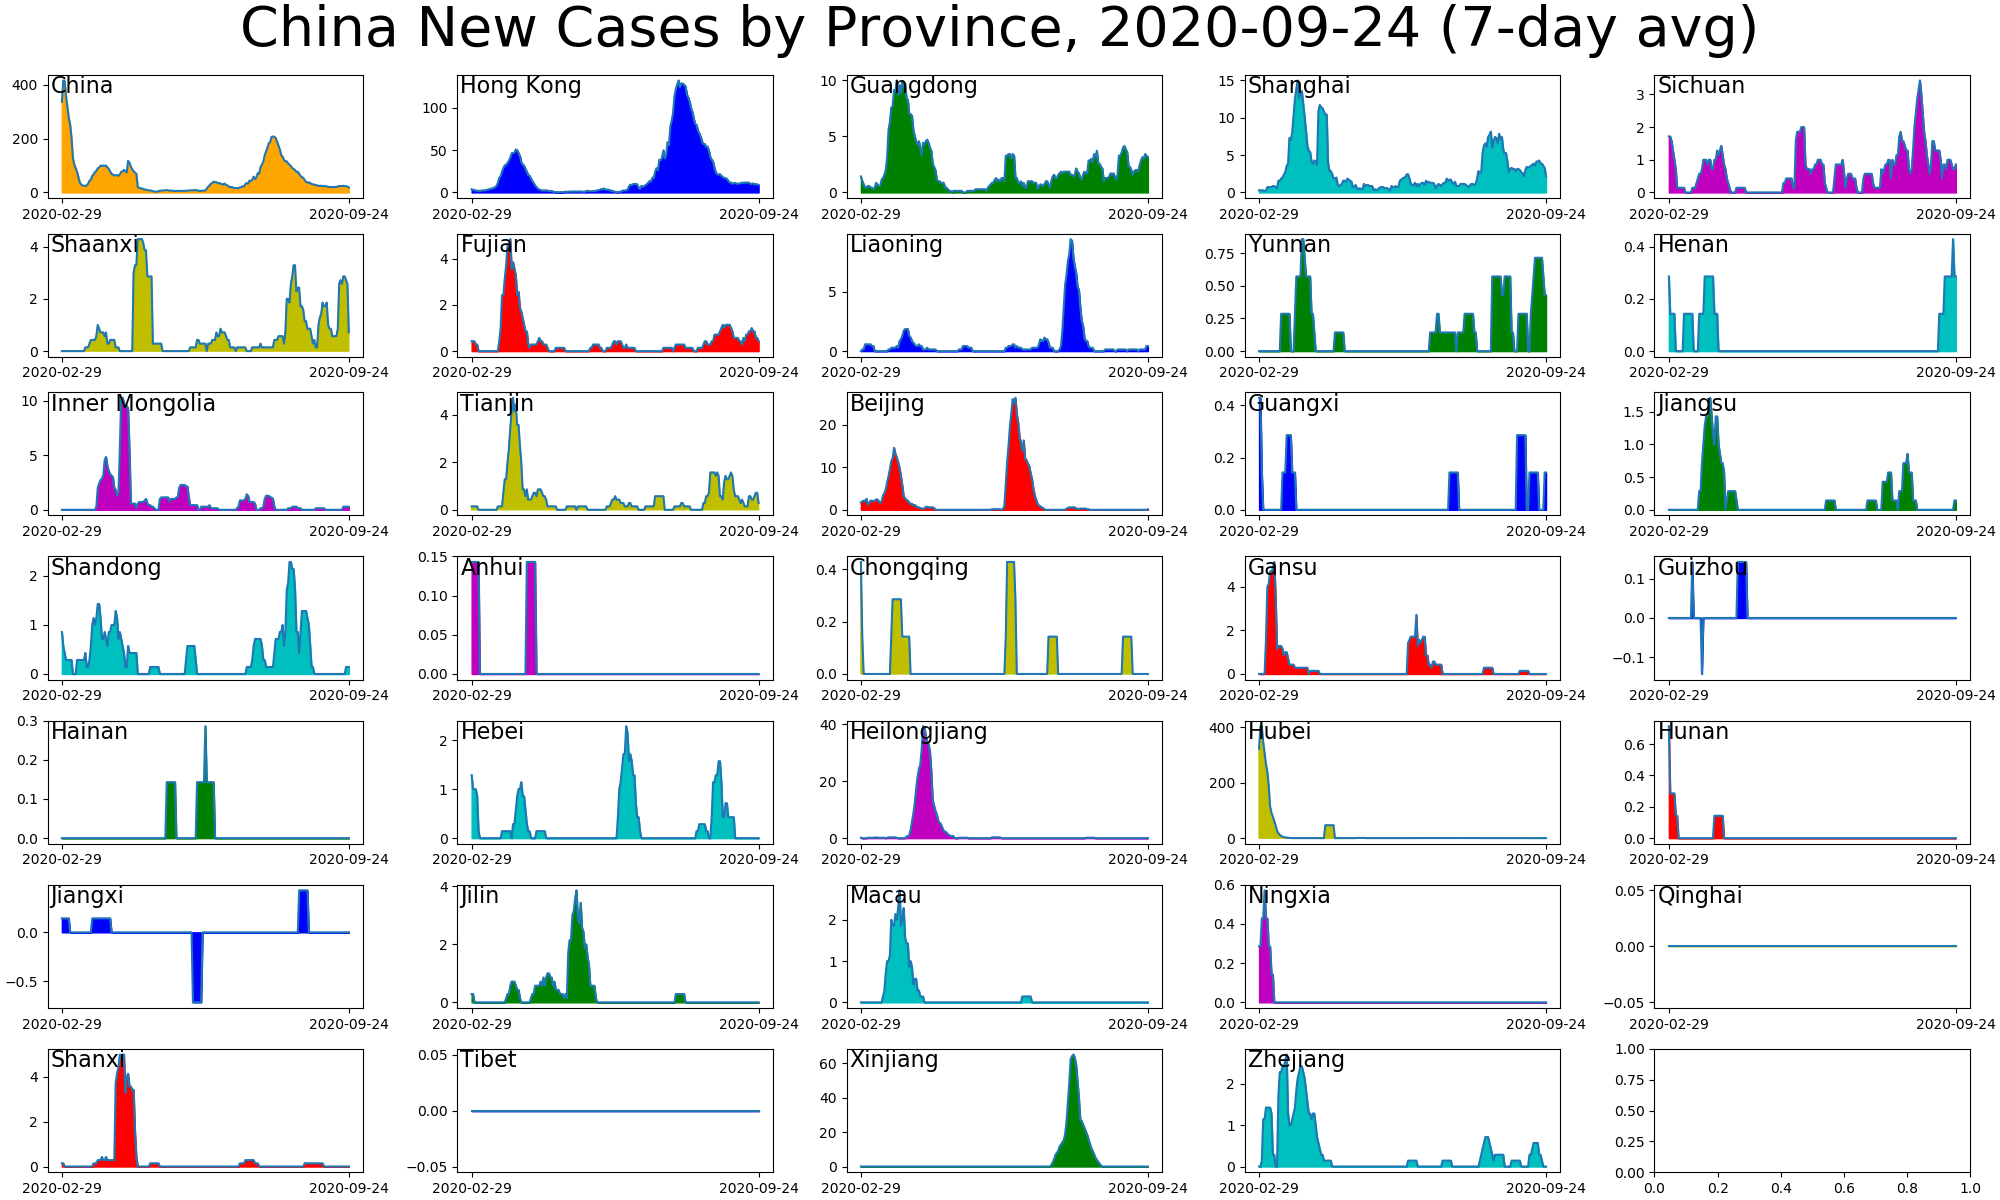 China New Cases by Province, 2020-09-24 (7-day avg)
China Hong Kong Guangdong Shanghai Sichuan
400 200 0
100 50 0
10 5 0
15 10 5 0
3 2 1 0
2020-02-29 2020-09-24 2020-02-29 2020-09-24 2020-02-29 2020-09-24 2020-02-29 2020-09-24 2020-02-29 2020-09-24
Shaanxi Fujian Liaoning Yunnan Henan
4 2 0
4 2 0
5 0
0.75 0.50 0.25 0.00
0.4 0.2 0.0
2020-02-29 2020-09-24 2020-02-29 2020-09-24 2020-02-29 2020-09-24 2020-02-29 2020-09-24 2020-02-29 2020-09-24
Inner Mongolia Tianjin Beijing Guangxi Jiangsu
10 5 0
4 2 0
20 10 0
0.4 0.2 0.0
1.5 1.0 0.5 0.0
2020-02-29 2020-09-24 2020-02-29 2020-09-24 2020-02-29 2020-09-24 2020-02-29 2020-09-24 2020-02-29 2020-09-24
Shandong Anhui Chongqing Gansu Guizhou
2 1 0
0.15 0.10 0.05 0.00
0.4 0.2 0.0
4 2 0
0.1 0.0 −0.1
2020-02-29 2020-09-24 2020-02-29 2020-09-24 2020-02-29 2020-09-24 2020-02-29 2020-09-24 2020-02-29 2020-09-24
Hainan Hebei Heilongjiang Hubei Hunan
0.3 0.2 0.1 0.0
2 1 0
40 20 0
400 200 0
0.6 0.4 0.2 0.0
2020-02-29 2020-09-24 2020-02-29 2020-09-24 2020-02-29 2020-09-24 2020-02-29 2020-09-24 2020-02-29 2020-09-24
Jiangxi Jilin Macau Ningxia Qinghai
0.0 −0.5
4 2 0
2 1 0
0.6 0.4 0.2 0.0
0.05 0.00 −0.05
2020-02-29 2020-09-24 2020-02-29 2020-09-24 2020-02-29 2020-09-24 2020-02-29 2020-09-24 2020-02-29 2020-09-24
Shanxi Tibet Xinjiang Zhejiang
4 2 0
0.05 0.00 −0.05
60 40 20 0
2 1 0
1.00 0.75 0.50 0.25 0.00
2020-02-29 2020-09-24 2020-02-29 2020-09-24 2020-02-29 2020-09-24 2020-02-29 2020-09-24 0.0 0.2 0.4 0.6 0.8 1.0